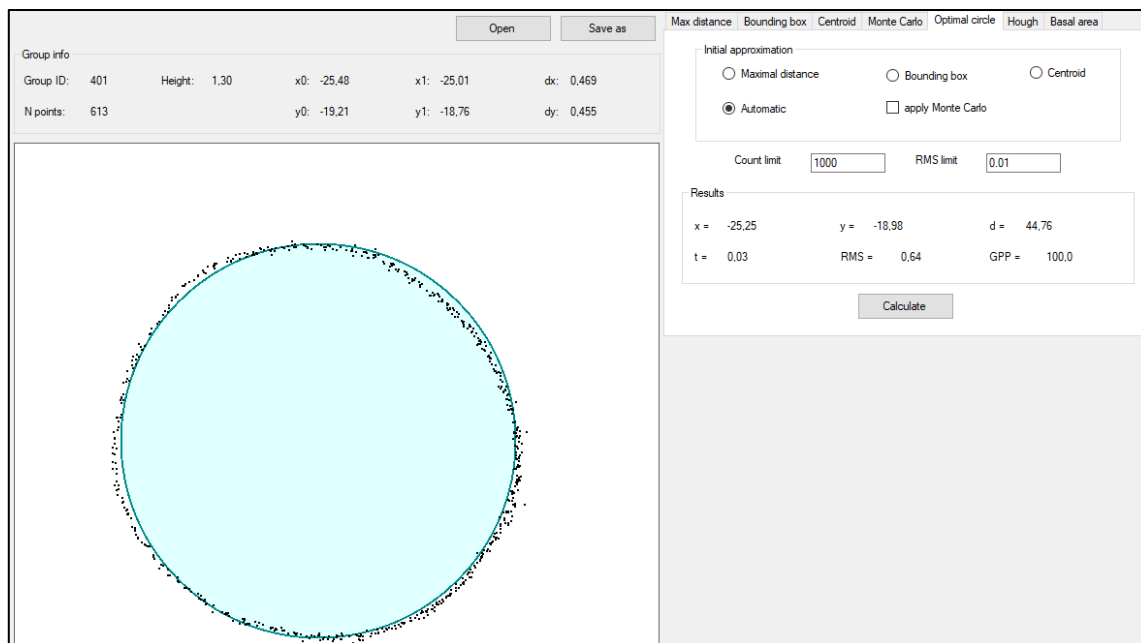 Open Save as
Group info
Group ID: 401 Height: 1,30 x0: -25,48 x1: -25,01 dx: 0,469
N points: 613 y0: -19,21 y1: -18,76 dy: 0,455
Max distance Bounding box Centroid Monte Carlo Optimal circle Hough Basal area
Initial approximation
Maximal distance Bounding box Centroid
Automatic apply Monte Carlo
Count limit 1000 RMS limit 0.01
Results
x = -25,25 y = -18,98 d = 44,76
t = 0,03 RMS = 0,64 GPP = 100,0
Calculate